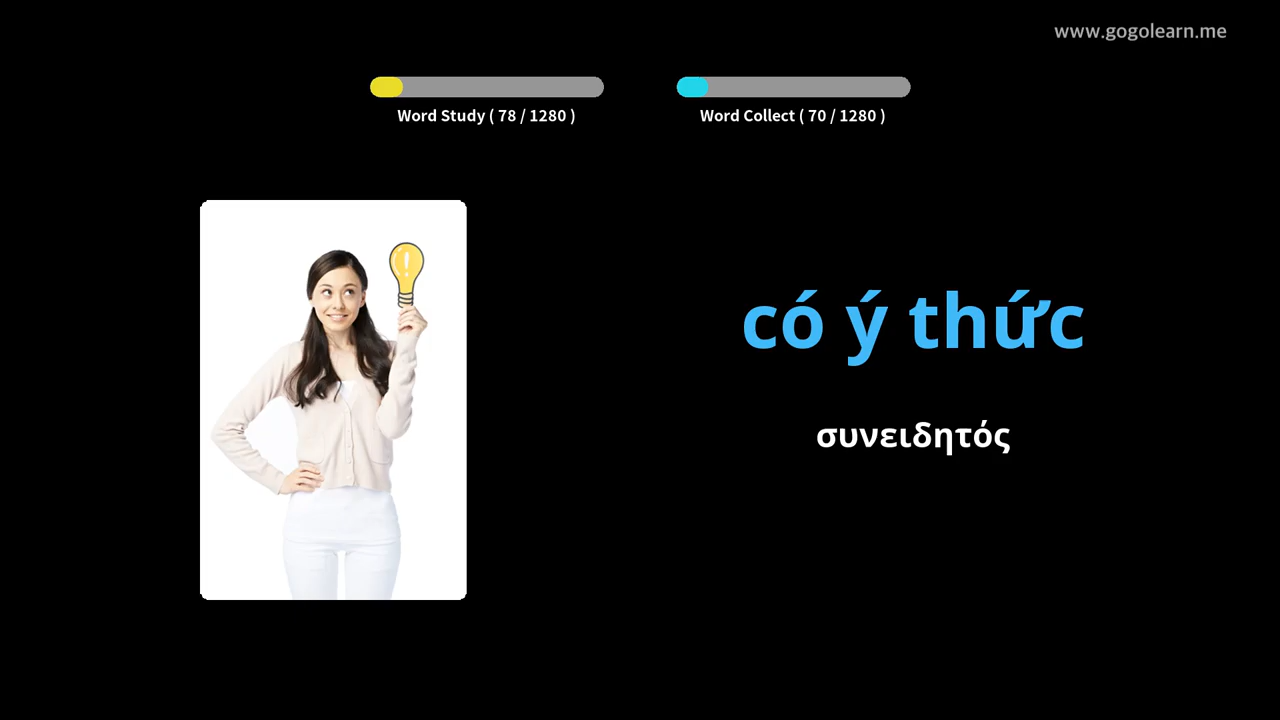 www.gogolearn.me
Word Study ( 78 / 1280 )
Word Collect ( 70 / 1280 )
có ý thức
συνειδητός